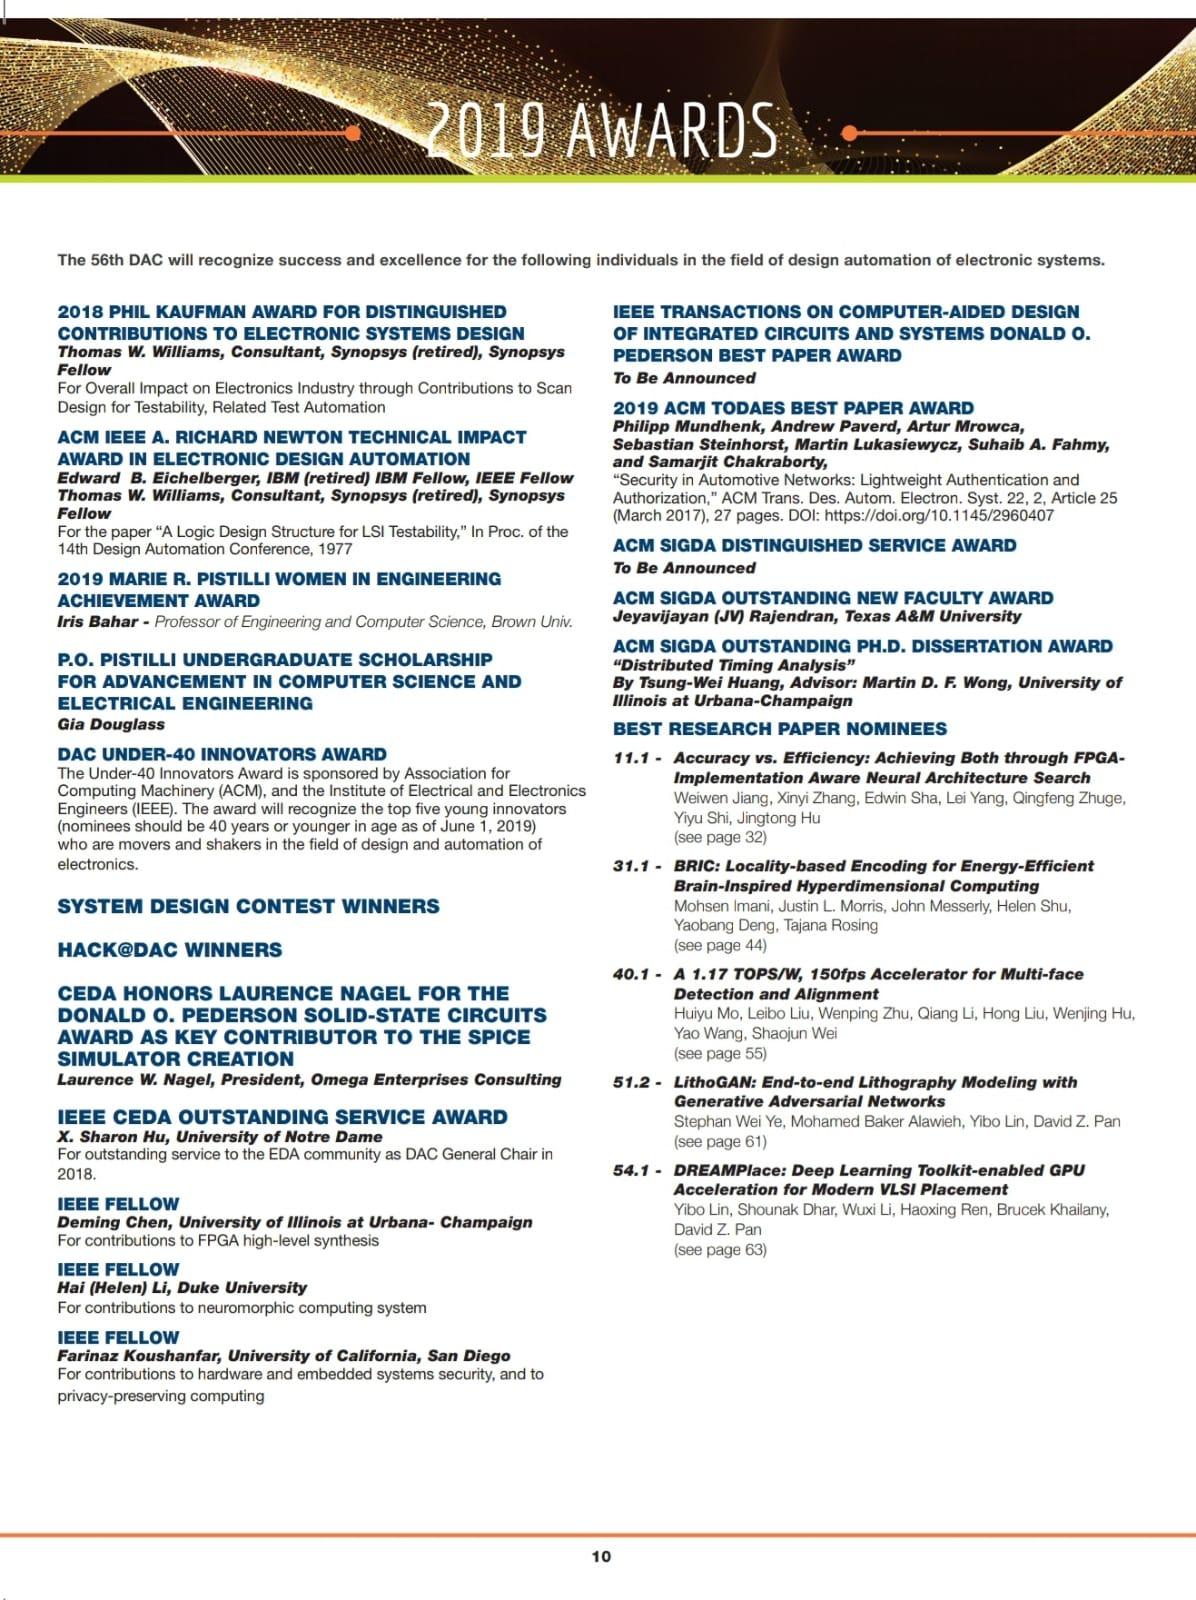 2019 AWARDS
The 56th DAC will recognize success and excellence for the following individuals in the field of design automation of electronic systems.
2018 PHIL KAUFMAN AWARD FOR DISTINGUISHED
CONTRIBUTIONS TO ELECTRONIC SYSTEMS DESIGN
Thomas W. Williams, Consultant, Synopsys (retired), Synopsys
Fellow
For Overall Impact on Electronics Industry through Contributions to Scan
Design for Testability, Related Test Automation
ACM IEEE A. RICHARD NEWTON TECHNICAL IMPACT
AWARD IN ELECTRONIC DESIGN AUTOMATION
Edward B. Eichelberger, IBM (retired) IBM Fellow, IEEE Fellow
Thomas W. Williams, Consultant, Synopsys (retired), Synopsys
Fellow
For the paper “A Logic Design Structure for LSI Testability,” In Proc. of the
14th Design Automation Conference, 1977
2019 MARIE R. PISTILLI WOMEN IN ENGINEERING
ACHIEVEMENT AWARD
Iris Bahar - Professor of Engineering and Computer Science, Brown Univ.
P.O. PISTILLI UNDERGRADUATE SCHOLARSHIP
FOR ADVANCEMENT IN COMPUTER SCIENCE AND
ELECTRICAL ENGINEERING
Gia Douglass
DAC UNDER-40 INNOVATORS AWARD
The Under-40 Innovators Award is sponsored by Association for
Computing Machinery (ACM), and the Institute of Electrical and Electronics
Engineers (IEEE). The award will recognize the top five young innovators
(nominees should be 40 years or younger in age as of June 1, 2019)
who are movers and shakers in the field of design and automation of
electronics.
SYSTEM DESIGN CONTEST WINNERS
HACK@DAC WINNERS
CEDA HONORS LAURENCE NAGEL FOR THE
DONALD O. PEDERSON SOLID-STATE CIRCUITS
AWARD AS KEY CONTRIBUTOR TO THE SPICE
SIMULATOR CREATION
Laurence W. Nagel, President, Omega Enterprises Consulting
IEEE CEDA OUTSTANDING SERVICE AWARD
X. Sharon Hu, University of Notre Dame
For outstanding service to the EDA community as DAC General Chair in
2018.
IEEE FELLOW
Deming Chen, University of Illinois at Urbana- Champaign
For contributions to FPGA high-level synthesis
IEEE FELLOW
Hai (Helen) Li, Duke University
For contributions to neuromorphic computing system
IEEE FELLOW
Farinaz Koushanfar, University of California, San Diego
For contributions to hardware and embedded systems security, and to
privacy-preserving computing
IEEE TRANSACTIONS ON COMPUTER-AIDED DESIGN
OF INTEGRATED CIRCUITS AND SYSTEMS DONALD O.
PEDERSON BEST PAPER AWARD
To Be Announced
2019 ACM TODAES BEST PAPER AWARD
Philipp Mundhenk, Andrew Paverd, Artur Mrowca,
Sebastian Steinhorst, Martin Lukasiewycz, Suhaib A. Fahmy,
and Samarjit Chakraborty,
“Security in Automotive Networks: Lightweight Authentication and
Authorization,” ACM Trans. Des. Autom. Electron. Syst. 22, 2, Article 25
(March 2017), 27 pages. DOI: https://doi.org/10.1145/2960407
ACM SIGDA DISTINGUISHED SERVICE AWARD
To Be Announced
ACM SIGDA OUTSTANDING NEW FACULTY AWARD
Jeyavijayan (JV) Rajendran, Texas A&M University
ACM SIGDA OUTSTANDING PH.D. DISSERTATION AWARD
“Distributed Timing Analysis”
By Tsung-Wei Huang, Advisor: Martin D. F. Wong, University of
Illinois at Urbana-Champaign
BEST RESEARCH PAPER NOMINEES
11.1 - Accuracy vs. Efficiency: Achieving Both through FPGA-
Implementation Aware Neural Architecture Search
Weiwen Jiang, Xinyi Zhang, Edwin Sha, Lei Yang, Qingfeng Zhuge,
Yiyu Shi, Jingtong Hu
(see page 32)
31.1 - BRIC: Locality-based Encoding for Energy-Efficient
Brain-Inspired Hyperdimensional Computing
Mohsen Imani, Justin L. Morris, John Messerly, Helen Shu,
Yaobang Deng, Tajana Rosing
(see page 44)
40.1 - A 1.17 TOPS/W, 150fps Accelerator for Multi-face
Detection and Alignment
Huiyu Mo, Leibo Liu, Wenping Zhu, Qiang Li, Hong Liu, Wenjing Hu,
Yao Wang, Shaojun Wei
(see page 55)
51.2 - LithoGAN: End-to-end Lithography Modeling with
Generative Adversarial Networks
Stephan Wei Ye, Mohamed Baker Alawieh, Yibo Lin, David Z. Pan
(see page 61)
54.1 - DREAMPlace: Deep Learning Toolkit-enabled GPU
Acceleration for Modern VLSI Placement
Yibo Lin, Shounak Dhar, Wuxi Li, Haoxing Ren, Brucek Khailany,
David Z. Pan
(see page 63)
10